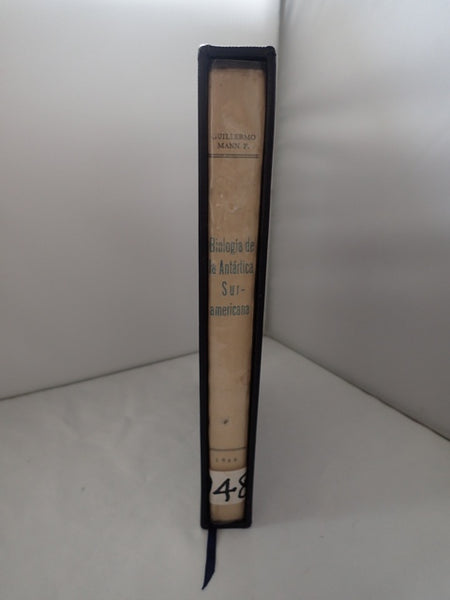 GUILLERMO
MANN F.
Biología de
la Antártica
Sur-
americana
48